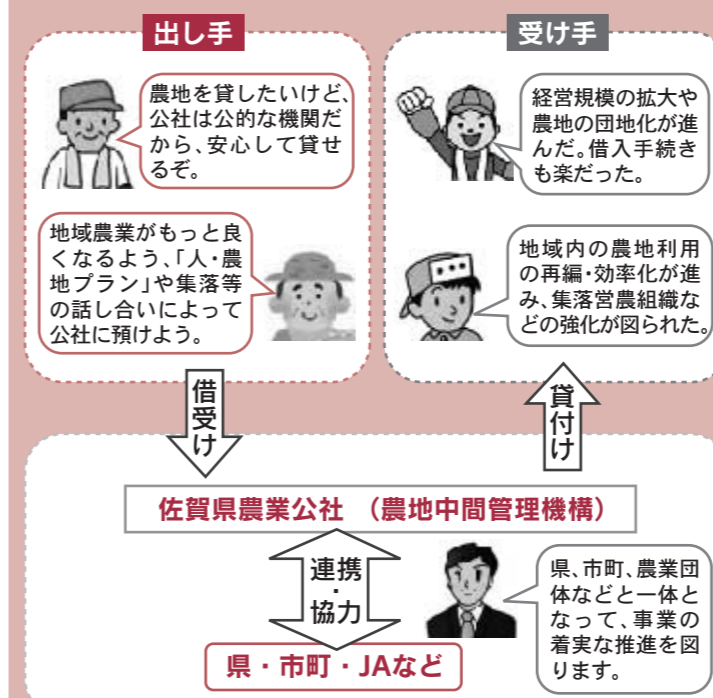 出し手
農地を貸したいけど、
公社は公的な機関だ
から、安心して貸せ
るぞ。
地域農業がもっと良
くなるよう、「人・農
地プラン」や集落等
の話し合いによって
公社に預けよう。
受け手
経営規模の拡大や
農地の団地化が進
んだ。借入手続き
も楽だった。
地域内の農地利用
の再編・効率化が進
み、集落営農組織な
どの強化が図られた。
借受け
貸付け
佐賀県農業公社 (農地中間管理機構)
連携
・
協力
県、市町、農業団
体などと一体と
なって、事業の
着実な推進を図
ります。
県・市町・JAなど